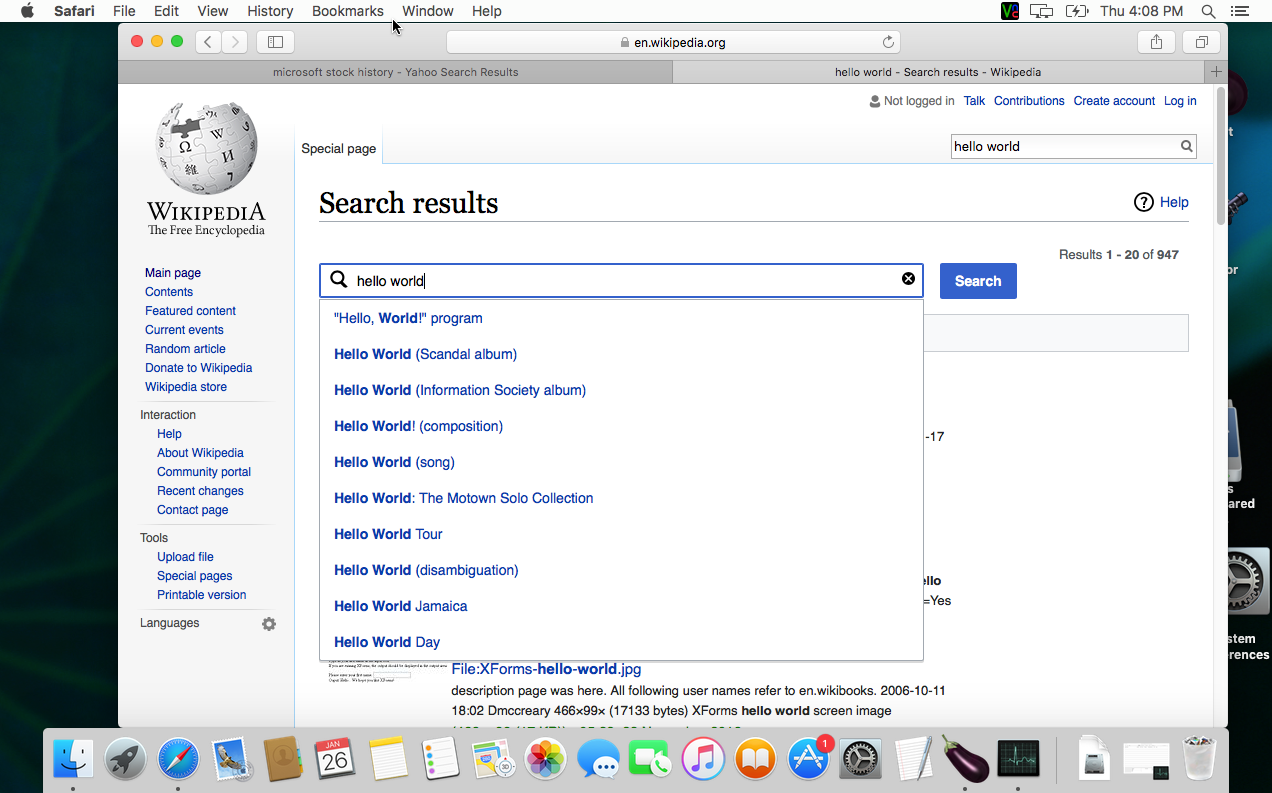 Safari File Edit View History Bookmarks Window Help
Thu 4:08 PM
en.wikipedia.org
microsoft stock history - Yahoo Search Results
hello world - Search results - Wikipedia
Not logged in Talk Contributions Create account Log in
Special page
hello world
WIKIPEDIA
The Free Encyclopedia
Search results
Help
Results 1 - 20 of 947
hello world
Search
Main page
Contents
Featured content
Current events
Random article
Donate to Wikipedia
Wikipedia store
Interaction
Help
About Wikipedia
Community portal
Recent changes
Contact page
Tools
Upload file
Special pages
Printable version
Languages
"Hello, World!" program
Hello World (Scandal album)
Hello World (Information Society album)
Hello World! (composition)
Hello World (song)
Hello World: The Motown Solo Collection
Hello World Tour
Hello World (disambiguation)
Hello World Jamaica
Hello World Day
-17
ello
=Yes
File:XForms-hello-world.jpg
description page was here. All following user names refer to en.wikibooks. 2006-10-11
18:02 Dmccreary 466×99× (17133 bytes) XForms hello world screen image
t
or
s
ared
stem
rences
JAN
26
1